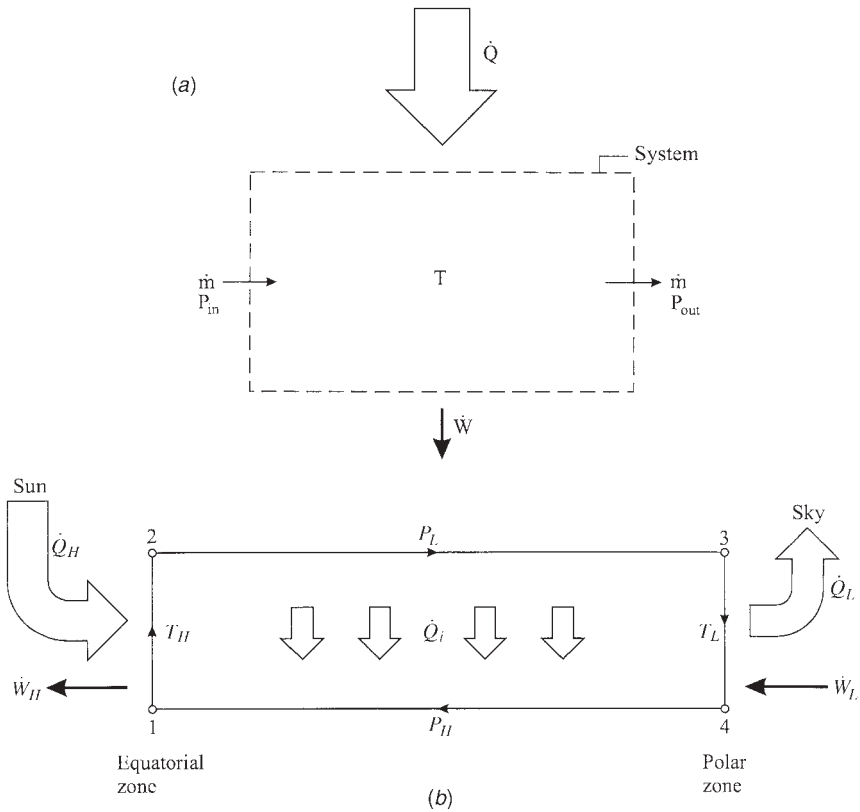 Q̇
(a)
System
T
ṁ
P_in
ṁ
P_out
Ẇ
Sun
Sky
2
P_L
3
Q̇_H
Q̇_L
T_H
Q̇_i
T_L
Ẇ_H
Ẇ_L
1
P_H
4
Equatorial
zone
Polar
zone
(b)